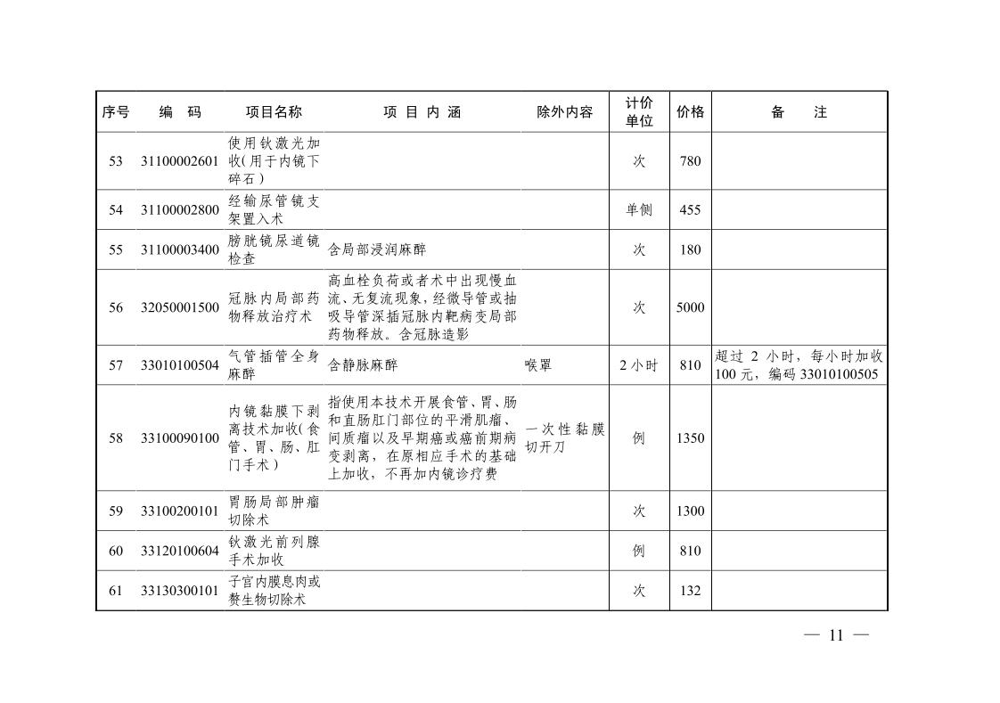 序号 编 码 项目名称 项 目 内 涵 除外内容 计价 单位 价格 备 注
53 31100002601 使用钬激光加收(用于内镜下碎石) 次 780
54 31100002800 经输尿管镜支架置入术 单侧 455
55 31100003400 膀胱镜尿道镜检查 含局部浸润麻醉 次 180
56 32050001500 冠脉内局部药物释放治疗术 高血栓负荷或者术中出现慢血流、无复流现象,经微导管或抽吸导管深插冠脉内靶病变局部药物释放。含冠脉造影 次 5000
57 33010100504 气管插管全身麻醉 含静脉麻醉 喉罩 2 小时 810 超过 2 小时,每小时加收 100 元,编码 33010100505
58 33100090100 内镜黏膜下剥离技术加收(食管、胃、肠、肛门手术) 指使用本技术开展食管、胃、肠和直肠肛门部位的平滑肌瘤、间质瘤以及早期癌或癌前期病变剥离,在原相应手术的基础上加收,不再加内镜诊疗费 一次性黏膜切开刀 例 1350
59 33100200101 胃肠局部肿瘤切除术 次 1300
60 33120100604 钬激光前列腺手术加收 例 810
61 33130300101 子宫内膜息肉或赘生物切除术 次 132
— 11 —